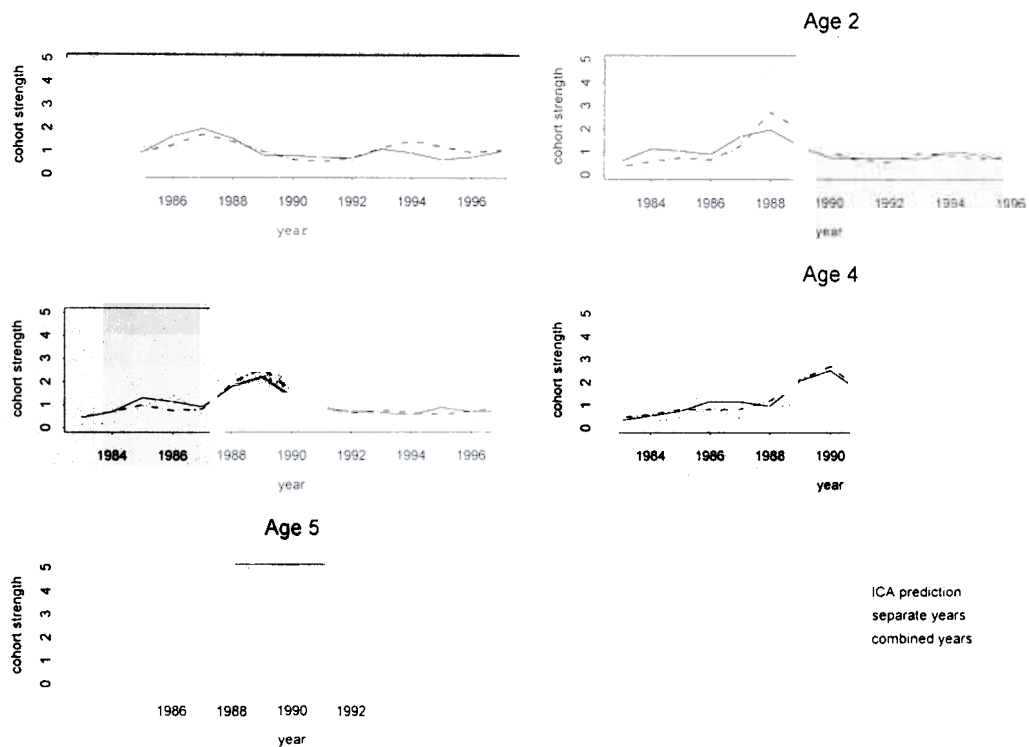 Age 2
cohort strength
0 1 2 3 4 5
1986 1988 1990 1992 1994 1996
year
cohort strength
0 1 2 3 4 5
1984 1986 1988 1990 1992 1994 1996
year
Age 4
cohort strength
0 1 2 3 4 5
1984 1986 1988 1990 1992 1994 1996
year
cohort strength
0 1 2 3 4 5
1984 1986 1988 1990
year
Age 5
cohort strength
0 1 2 3 4 5
1986 1988 1990 1992
year
ICA prediction
separate years
combined years